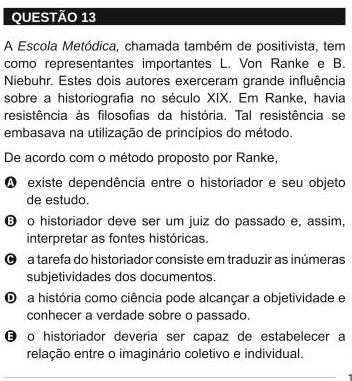 QUESTÃO 13
A Escola Metódica, chamada também de positivista, tem
como representantes importantes L. Von Ranke e B.
Niebuhr. Estes dois autores exerceram grande influência
sobre a historiografia no século XIX. Em Ranke, havia
resistência às filosofias da história. Tal resistência se
embasava na utilização de princípios do método.
De acordo com o método proposto por Ranke,
A existe dependência entre o historiador e seu objeto
de estudo.
B o historiador deve ser um juiz do passado e, assim,
interpretar as fontes históricas.
C a tarefa do historiador consiste em traduzir as inúmeras
subjetividades dos documentos.
D a história como ciência pode alcançar a objetividade e
conhecer a verdade sobre o passado.
E o historiador deveria ser capaz de estabelecer a
relação entre o imaginário coletivo e individual.
1